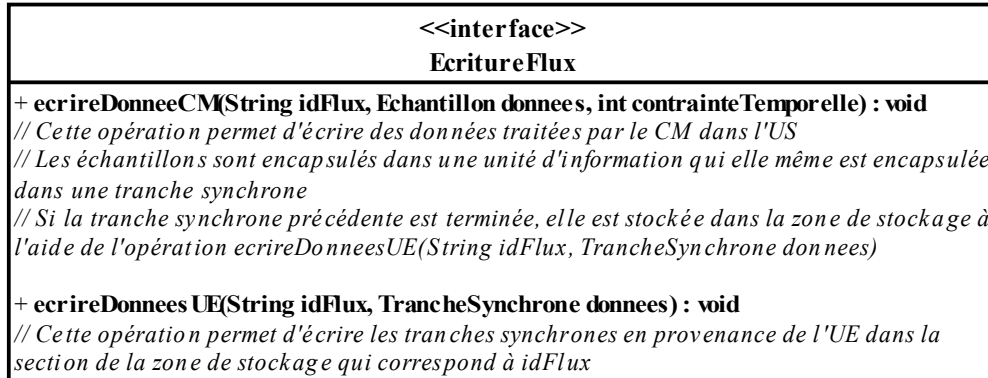 <<interface>>
EcritureFlux
+ ecrireDonneeCM(String idFlux, Echantillon donnees, int contrainteTemporelle) : void
// Cette opération permet d'écrire des données traitées par le CM dans l'US
// Les échantillons sont encapsulés dans une unité d'information qui elle même est encapsulée
dans une tranche synchrone
// Si la tranche synchrone précédente est terminée, elle est stockée dans la zone de stockage à
l'aide de l'opération ecrireDonneesUE(String idFlux, TrancheSynchrone donnees)
+ ecrireDonneesUE(String idFlux, TrancheSynchrone donnees) : void
// Cette opération permet d'écrire les tranches synchrones en provenance de l'UE dans la
section de la zone de stockage qui correspond à idFlux